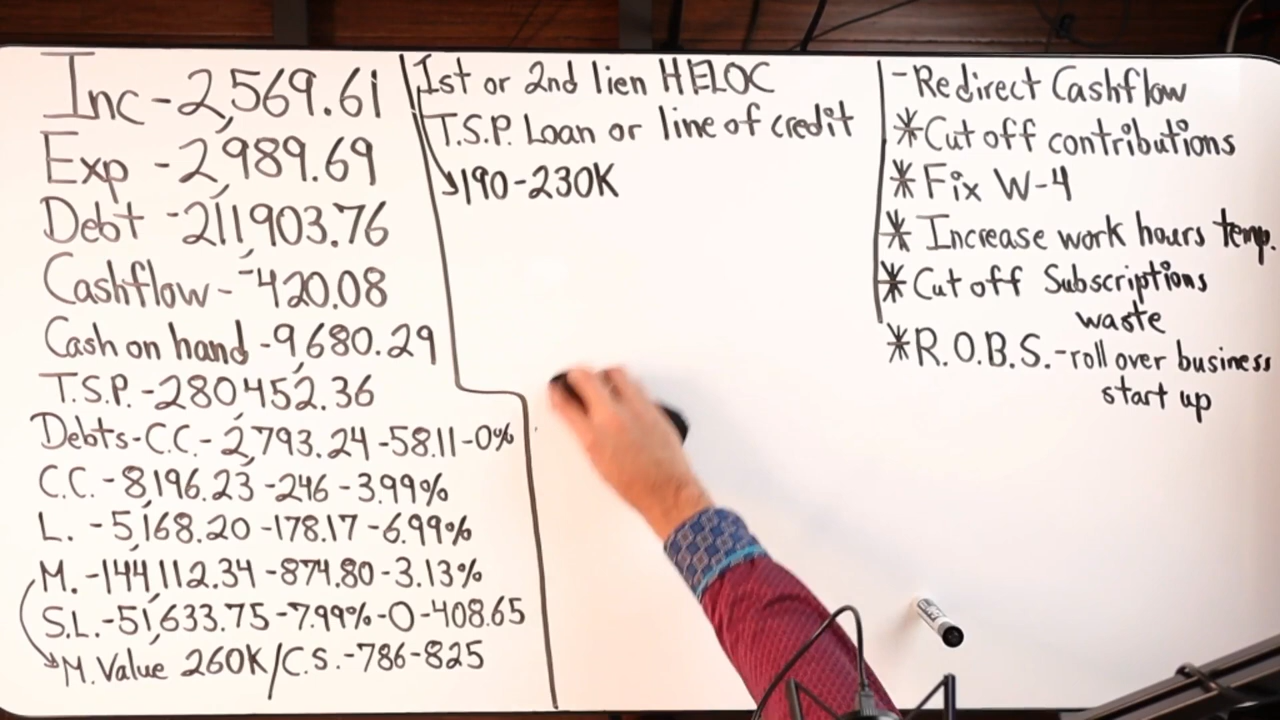 Inc - 2,569.61
Exp - 2,989.69
Debt - 211,903.76
Cashflow - -420.08
Cash on hand - 9,680.29
T.S.P. - 280,452.36
Debts - C.C. - 2,793.24 - 58.11 - 0%
C.C. - 8,196.23 - 246 - 3.99%
L. - 5,168.20 - 178.17 - 6.99%
M. - 144,112.34 - 874.80 - 3.13%
S.L. - 51,633.75 - 7.99% - 0 - 408.65
M. Value 260K/C.S. - 786-825
1st or 2nd lien HELOC
T.S.P. Loan or line of credit
190-230K
- Redirect Cashflow
* Cut off contributions
* Fix W-4
* Increase work hours temp.
* Cut off Subscriptions
waste
* R.O.B.S. - roll over business
start up